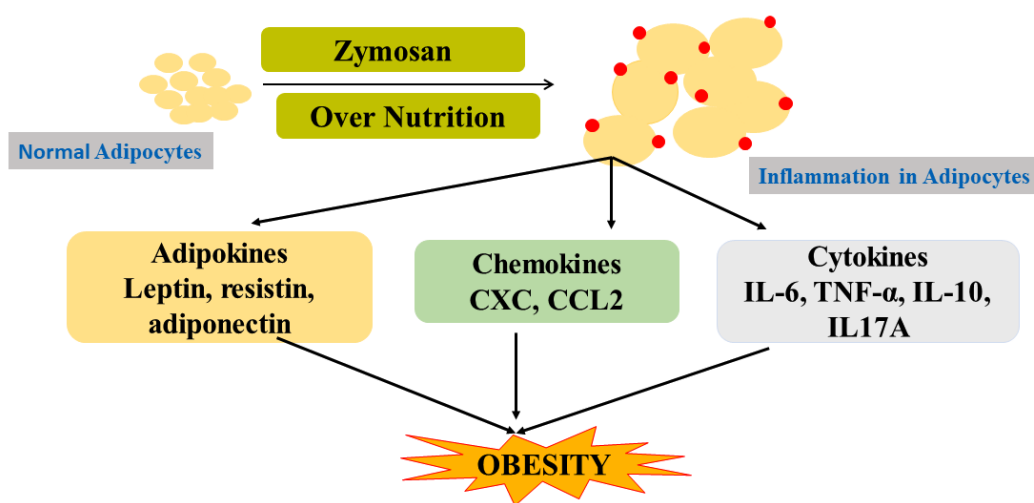 Zymosan
Over Nutrition
Normal Adipocytes
Inflammation in Adipocytes
Adipokines
Leptin, resistin,
adiponectin
Chemokines
CXC, CCL2
Cytokines
IL-6, TNF-α, IL-10,
IL17A
OBESITY